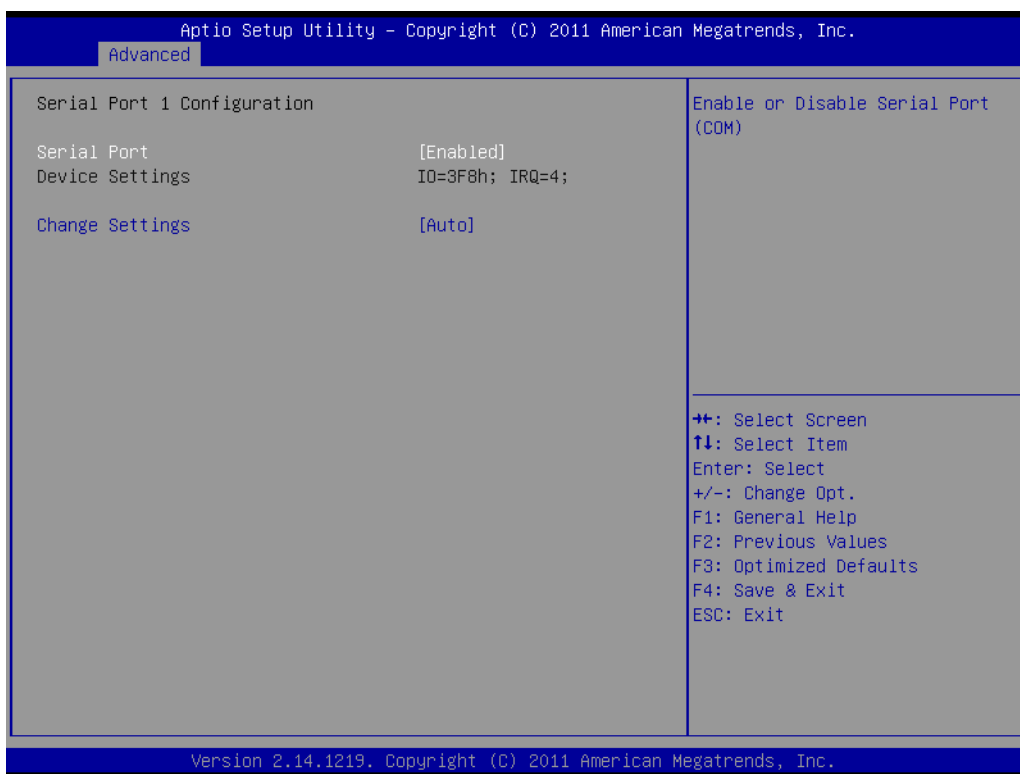 Aptio Setup Utility – Copyright (C) 2011 American Megatrends, Inc.
Advanced
Serial Port 1 Configuration
Serial Port [Enabled]
Device Settings IO=3F8h; IRQ=4;
Change Settings [Auto]
Enable or Disable Serial Port
(COM)
→←: Select Screen
↑↓: Select Item
Enter: Select
+/-: Change Opt.
F1: General Help
F2: Previous Values
F3: Optimized Defaults
F4: Save & Exit
ESC: Exit
Version 2.14.1219. Copyright (C) 2011 American Megatrends, Inc.